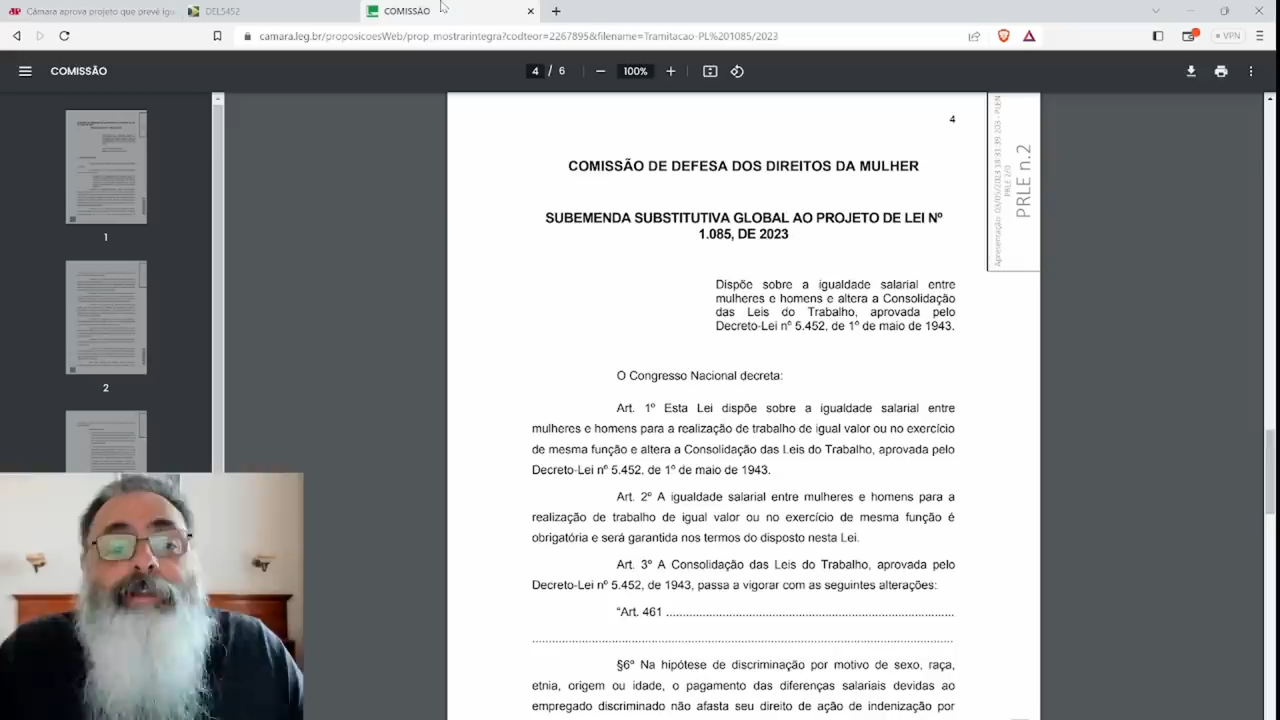 Câmara aprova projeto que prevê igu
DEL5452
COMISSÃO
camara.leg.br/proposicoesWeb/prop_mostrarintegra?codteor=2267895&filename=Tramitacao-PL%201085/2023
VPN
COMISSÃO
4 / 6
100%
1
2
4
COMISSÃO DE DEFESA DOS DIREITOS DA MULHER
SUBEMENDA SUBSTITUTIVA GLOBAL AO PROJETO DE LEI Nº
1.085, DE 2023
Dispõe sobre a igualdade salarial entre
mulheres e homens e altera a Consolidação
das Leis do Trabalho, aprovada pelo
Decreto-Lei nº 5.452, de 1º de maio de 1943.
O Congresso Nacional decreta:
Art. 1º Esta Lei dispõe sobre a igualdade salarial entre
mulheres e homens para a realização de trabalho de igual valor ou no exercício
de mesma função e altera a Consolidação das Leis do Trabalho, aprovada pelo
Decreto-Lei nº 5.452, de 1º de maio de 1943.
Art. 2º A igualdade salarial entre mulheres e homens para a
realização de trabalho de igual valor ou no exercício de mesma função é
obrigatória e será garantida nos termos do disposto nesta Lei.
Art. 3º A Consolidação das Leis do Trabalho, aprovada pelo
Decreto-Lei nº 5.452, de 1943, passa a vigorar com as seguintes alterações:
“Art. 461 ......................................................................................
..............................................................................................................................
§6º Na hipótese de discriminação por motivo de sexo, raça,
etnia, origem ou idade, o pagamento das diferenças salariais devidas ao
empregado discriminado não afasta seu direito de ação de indenização por
PRLE n.2